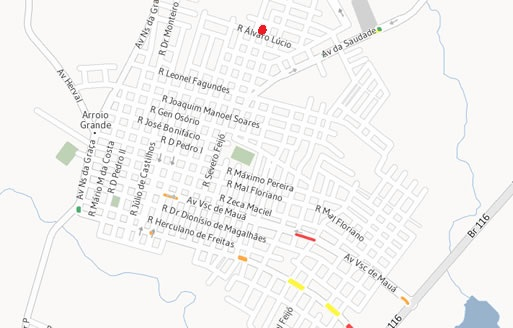 Av Ns da Graça
R Dr Monteiro
R Álvaro Lúcio
Av da Saudade
Av Herval
R Leonel Fagundes
R Joaquim Manoel Soares
Arroio
Grande
R Gen Osório
R José Bonifácio
R D Pedro I
Av Ns da Graça
R Mário M da Costa
R D Pedro II
R Júlio de Castilhos
R Severo Feijó
R Máximo Pereira
R Mal Floriano
R Zeca Maciel
Av Vsc de Mauá
R Dr Dionísio de Magalhães
R Herculano de Freitas
R Mal Floriano
Av Vsc de Mauá
Br 116
116
Feijó
P